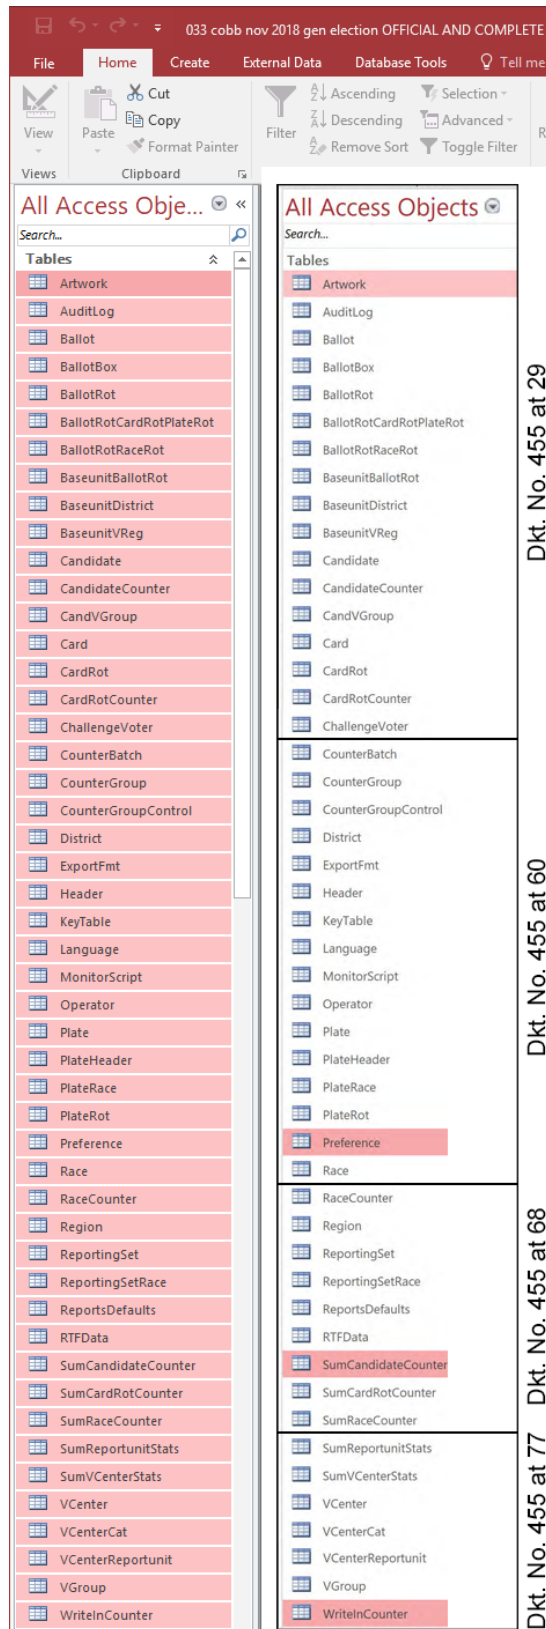 033 cobb nov 2018 gen election OFFICIAL AND COMPLETE
File Home Create External Data Database Tools Tell me
View
Paste
Cut
Copy
Format Painter
Filter
Ascending
Descending
Remove Sort
Selection
Advanced
Toggle Filter
R
Views
Clipboard
All Access Obje...
Search...
Tables
Artwork
AuditLog
Ballot
BallotBox
BallotRot
BallotRotCardRotPlateRot
BallotRotRaceRot
BaseunitBallotRot
BaseunitDistrict
BaseunitVReg
Candidate
CandidateCounter
CandVGroup
Card
CardRot
CardRotCounter
ChallengeVoter
CounterBatch
CounterGroup
CounterGroupControl
District
ExportFmt
Header
KeyTable
Language
MonitorScript
Operator
Plate
PlateHeader
PlateRace
PlateRot
Preference
Race
RaceCounter
Region
ReportingSet
ReportingSetRace
ReportsDefaults
RTFData
SumCandidateCounter
SumCardRotCounter
SumRaceCounter
SumReportunitStats
SumVCenterStats
VCenter
VCenterCat
VCenterReportunit
VGroup
WriteInCounter
All Access Objects
Search...
Tables
Artwork
AuditLog
Ballot
BallotBox
BallotRot
BallotRotCardRotPlateRot
BallotRotRaceRot
BaseunitBallotRot
BaseunitDistrict
BaseunitVReg
Candidate
CandidateCounter
CandVGroup
Card
CardRot
CardRotCounter
ChallengeVoter
CounterBatch
CounterGroup
CounterGroupControl
District
ExportFmt
Header
KeyTable
Language
MonitorScript
Operator
Plate
PlateHeader
PlateRace
PlateRot
Preference
Race
RaceCounter
Region
ReportingSet
ReportingSetRace
ReportsDefaults
RTFData
SumCandidateCounter
SumCardRotCounter
SumRaceCounter
SumReportunitStats
SumVCenterStats
VCenter
VCenterCat
VCenterReportunit
VGroup
WriteInCounter
Dkt. No. 455 at 29
Dkt. No. 455 at 60
Dkt. No. 455 at 68
Dkt. No. 455 at 77